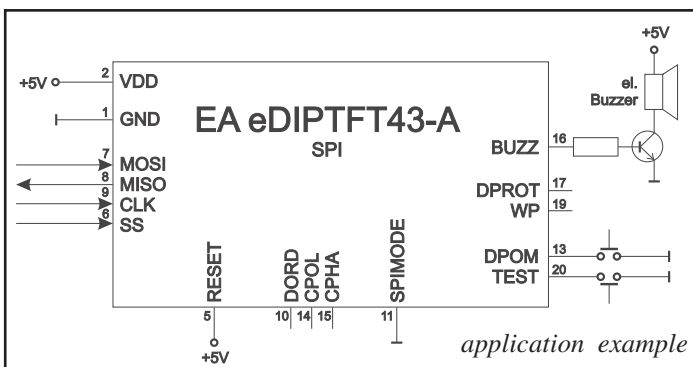 +5V
2 VDD
+5V
1 GND
EA eDIPTFT43-A
SPI
el.
Buzzer
BUZZ 16
7 MOSI
8 MISO
9 CLK
6 SS
DPROT 17
WP 19
DPOM 13
TEST 20
RESET
DORD
CPOL
CPHA
SPIMODE
5
10
14
15
11
+5V
application example